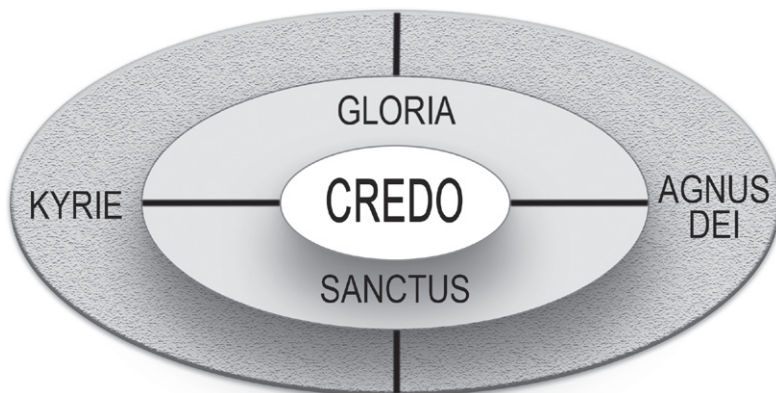 GLORIA
KYRIE
CREDO
AGNUS
DEI
SANCTUS